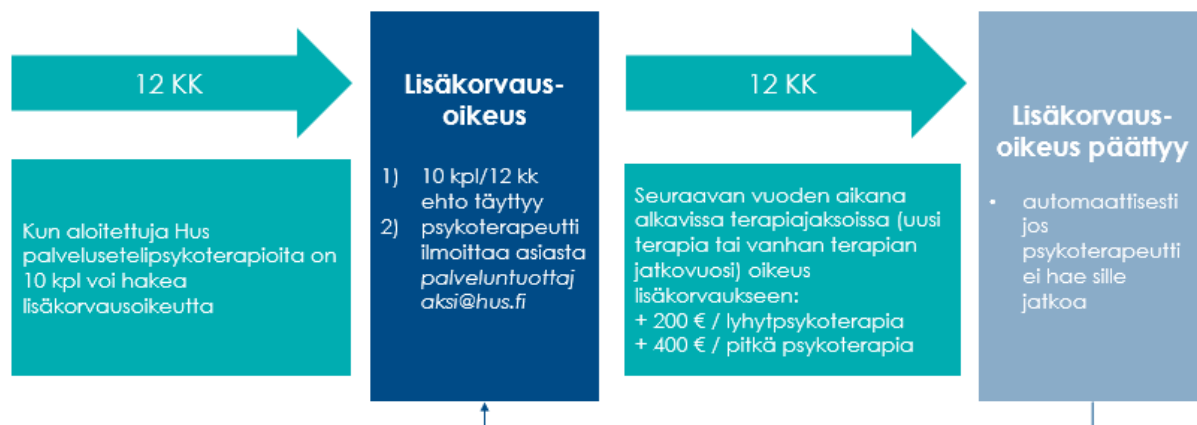 12 KK
Kun aloitettuja Hus
palvelusetelipsykoterapioita on
10 kpl voi hakea
lisäkorvausoikeutta
Lisäkorvaus-
oikeus
1) 10 kpl/12 kk
ehto täyttyy
2) psykoterapeutti
ilmoittaa asiasta
palveluntuottaj
aksi@hus.fi
12 KK
Seuraavan vuoden aikana
alkavissa terapiajaksoissa (uusi
terapia tai vanhan terapian
jatkovuosi) oikeus
lisäkorvaukseen:
+ 200 € / lyhytpsykoterapia
+ 400 € / pitkä psykoterapia
Lisäkorvaus-
oikeus päättyy
• automaattisesti
jos
psykoterapeutti
ei hae sille
jatkoa